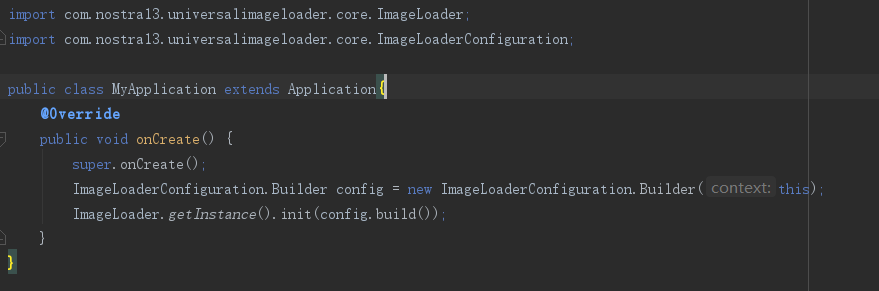 import com.nostra13.universalimageloader.core.ImageLoader;
import com.nostra13.universalimageloader.core.ImageLoaderConfiguration;
public class MyApplication extends Application{
@Override
public void onCreate() {
super.onCreate();
ImageLoaderConfiguration.Builder config = new ImageLoaderConfiguration.Builder( context: this);
ImageLoader.getInstance().init(config.build());
}
}